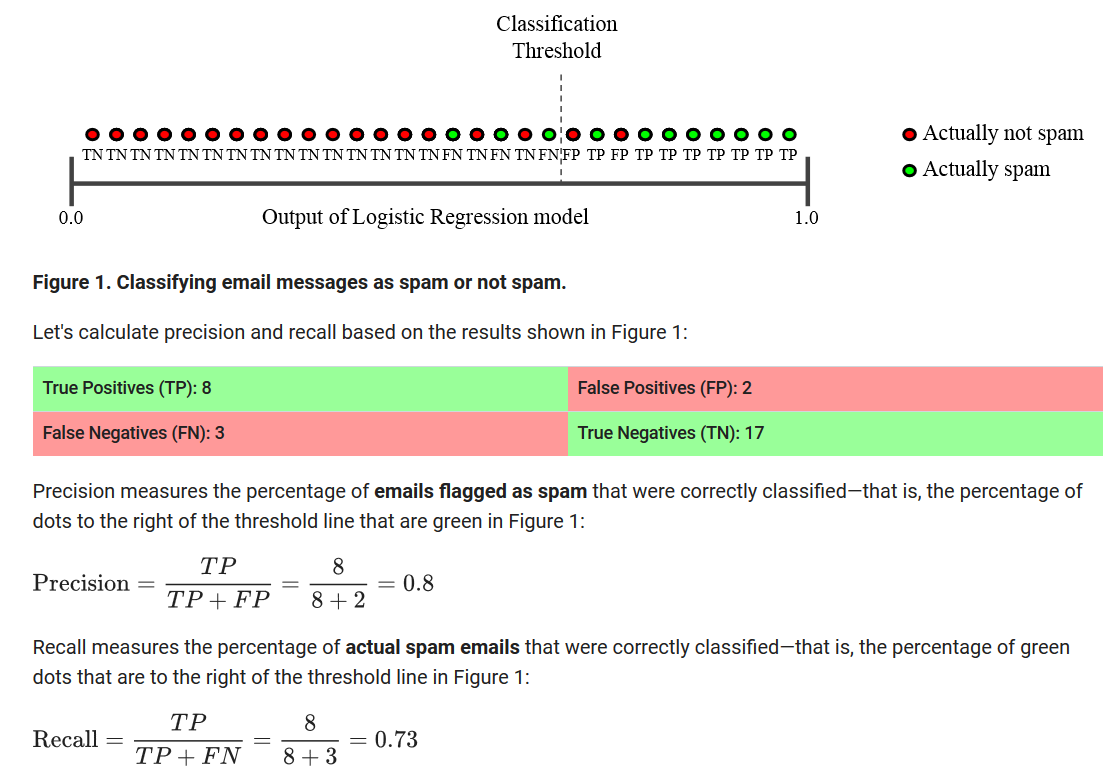 Classification
Threshold
Actually not spam
TN TN TN TN TN TN TN TN TN TN TN TN TN TN TN FN TN FN TN FN FP TP FP TP TP TP TP TP TP TP
Actually spam
0.0 Output of Logistic Regression model 1.0
Figure 1. Classifying email messages as spam or not spam.
Let's calculate precision and recall based on the results shown in Figure 1:
True Positives (TP): 8 False Positives (FP): 2
False Negatives (FN): 3 True Negatives (TN): 17
Precision measures the percentage of emails flagged as spam that were correctly classified—that is, the percentage of
dots to the right of the threshold line that are green in Figure 1:
Precision = TP / (TP + FP) = 8 / (8 + 2) = 0.8
Recall measures the percentage of actual spam emails that were correctly classified—that is, the percentage of green
dots that are to the right of the threshold line in Figure 1:
Recall = TP / (TP + FN) = 8 / (8 + 3) = 0.73